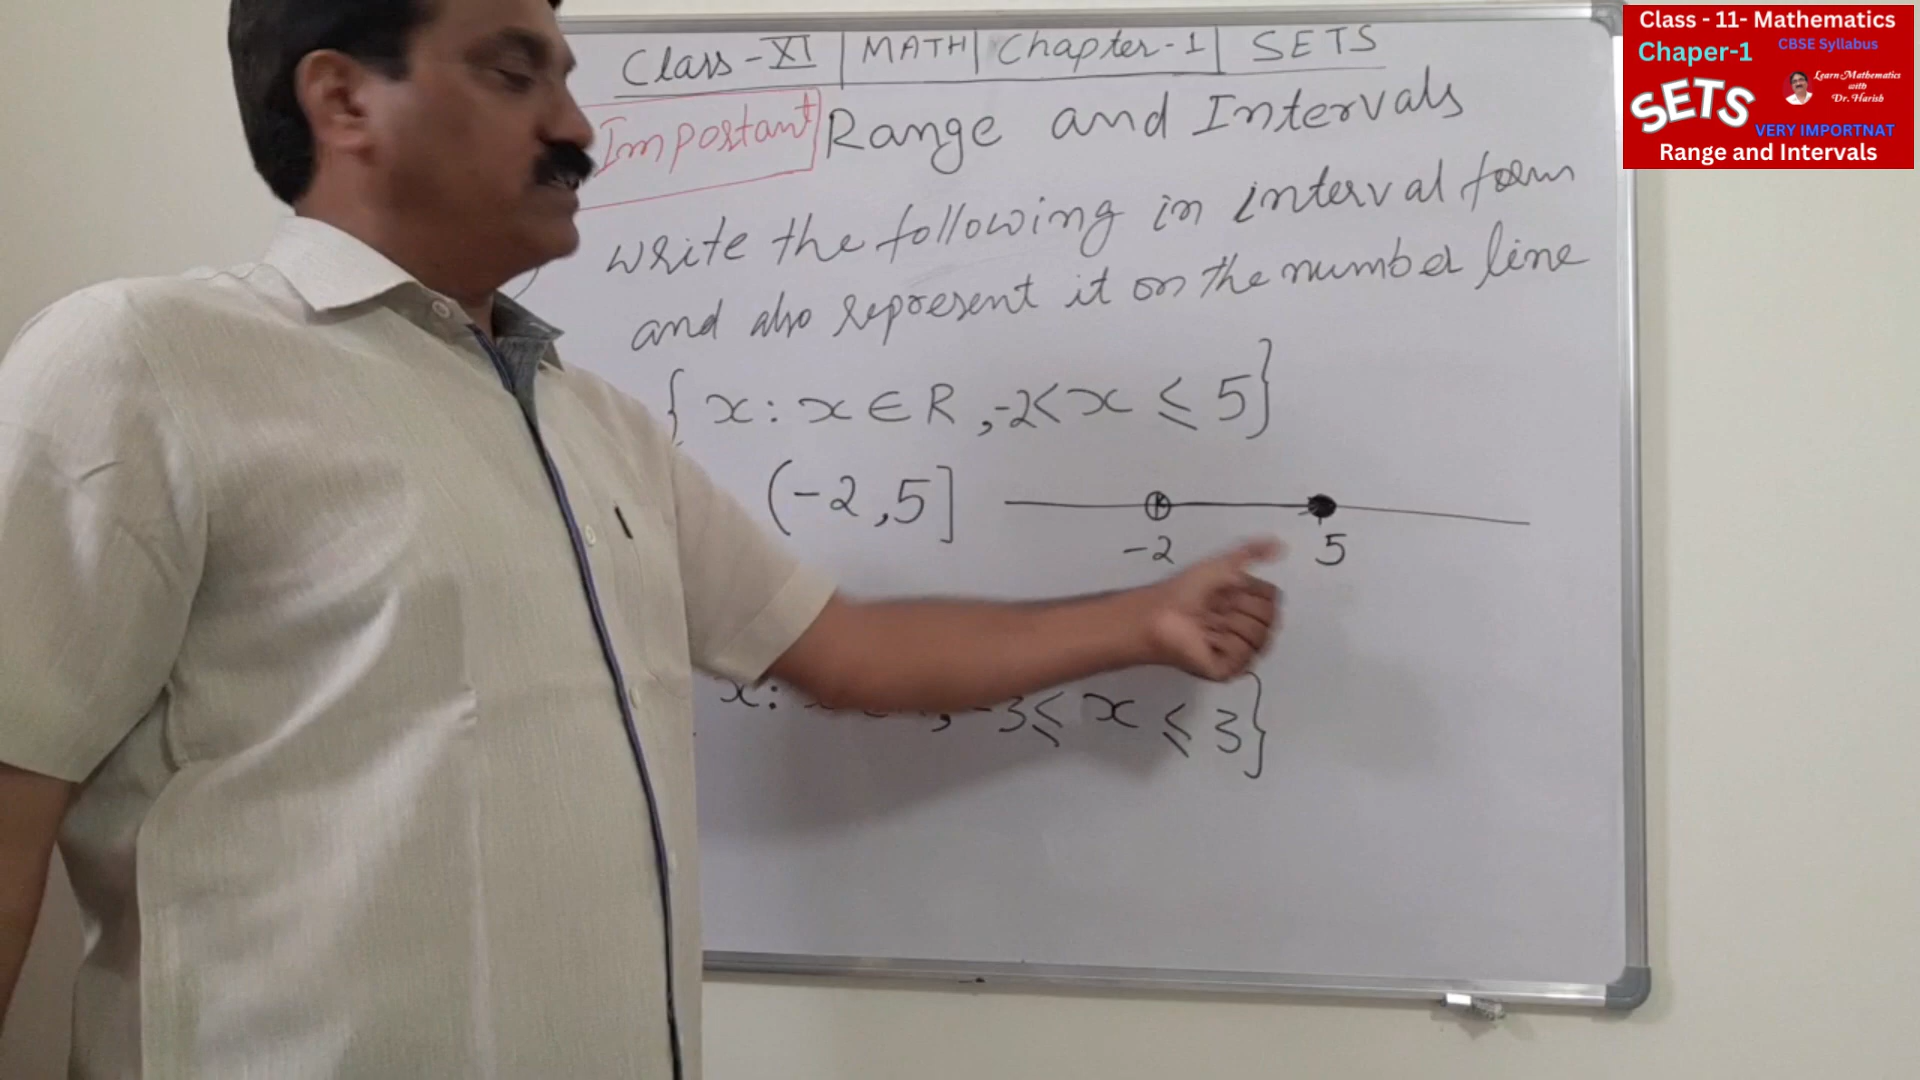 Class-XI | MATH | Chapter-1 | SETS
Important Range and Intervals
Write the following in interval form
and also represent it on the number line
{ x : x ∈ R , -2 < x ≤ 5 }
(-2, 5]
-2 5
x : -3 ≤ x ≤ 3 }
Class - 11- Mathematics
Chaper-1 CBSE Syllabus
SETS
Learn Mathematics
with
Dr. Harish
VERY IMPORTNAT
Range and Intervals